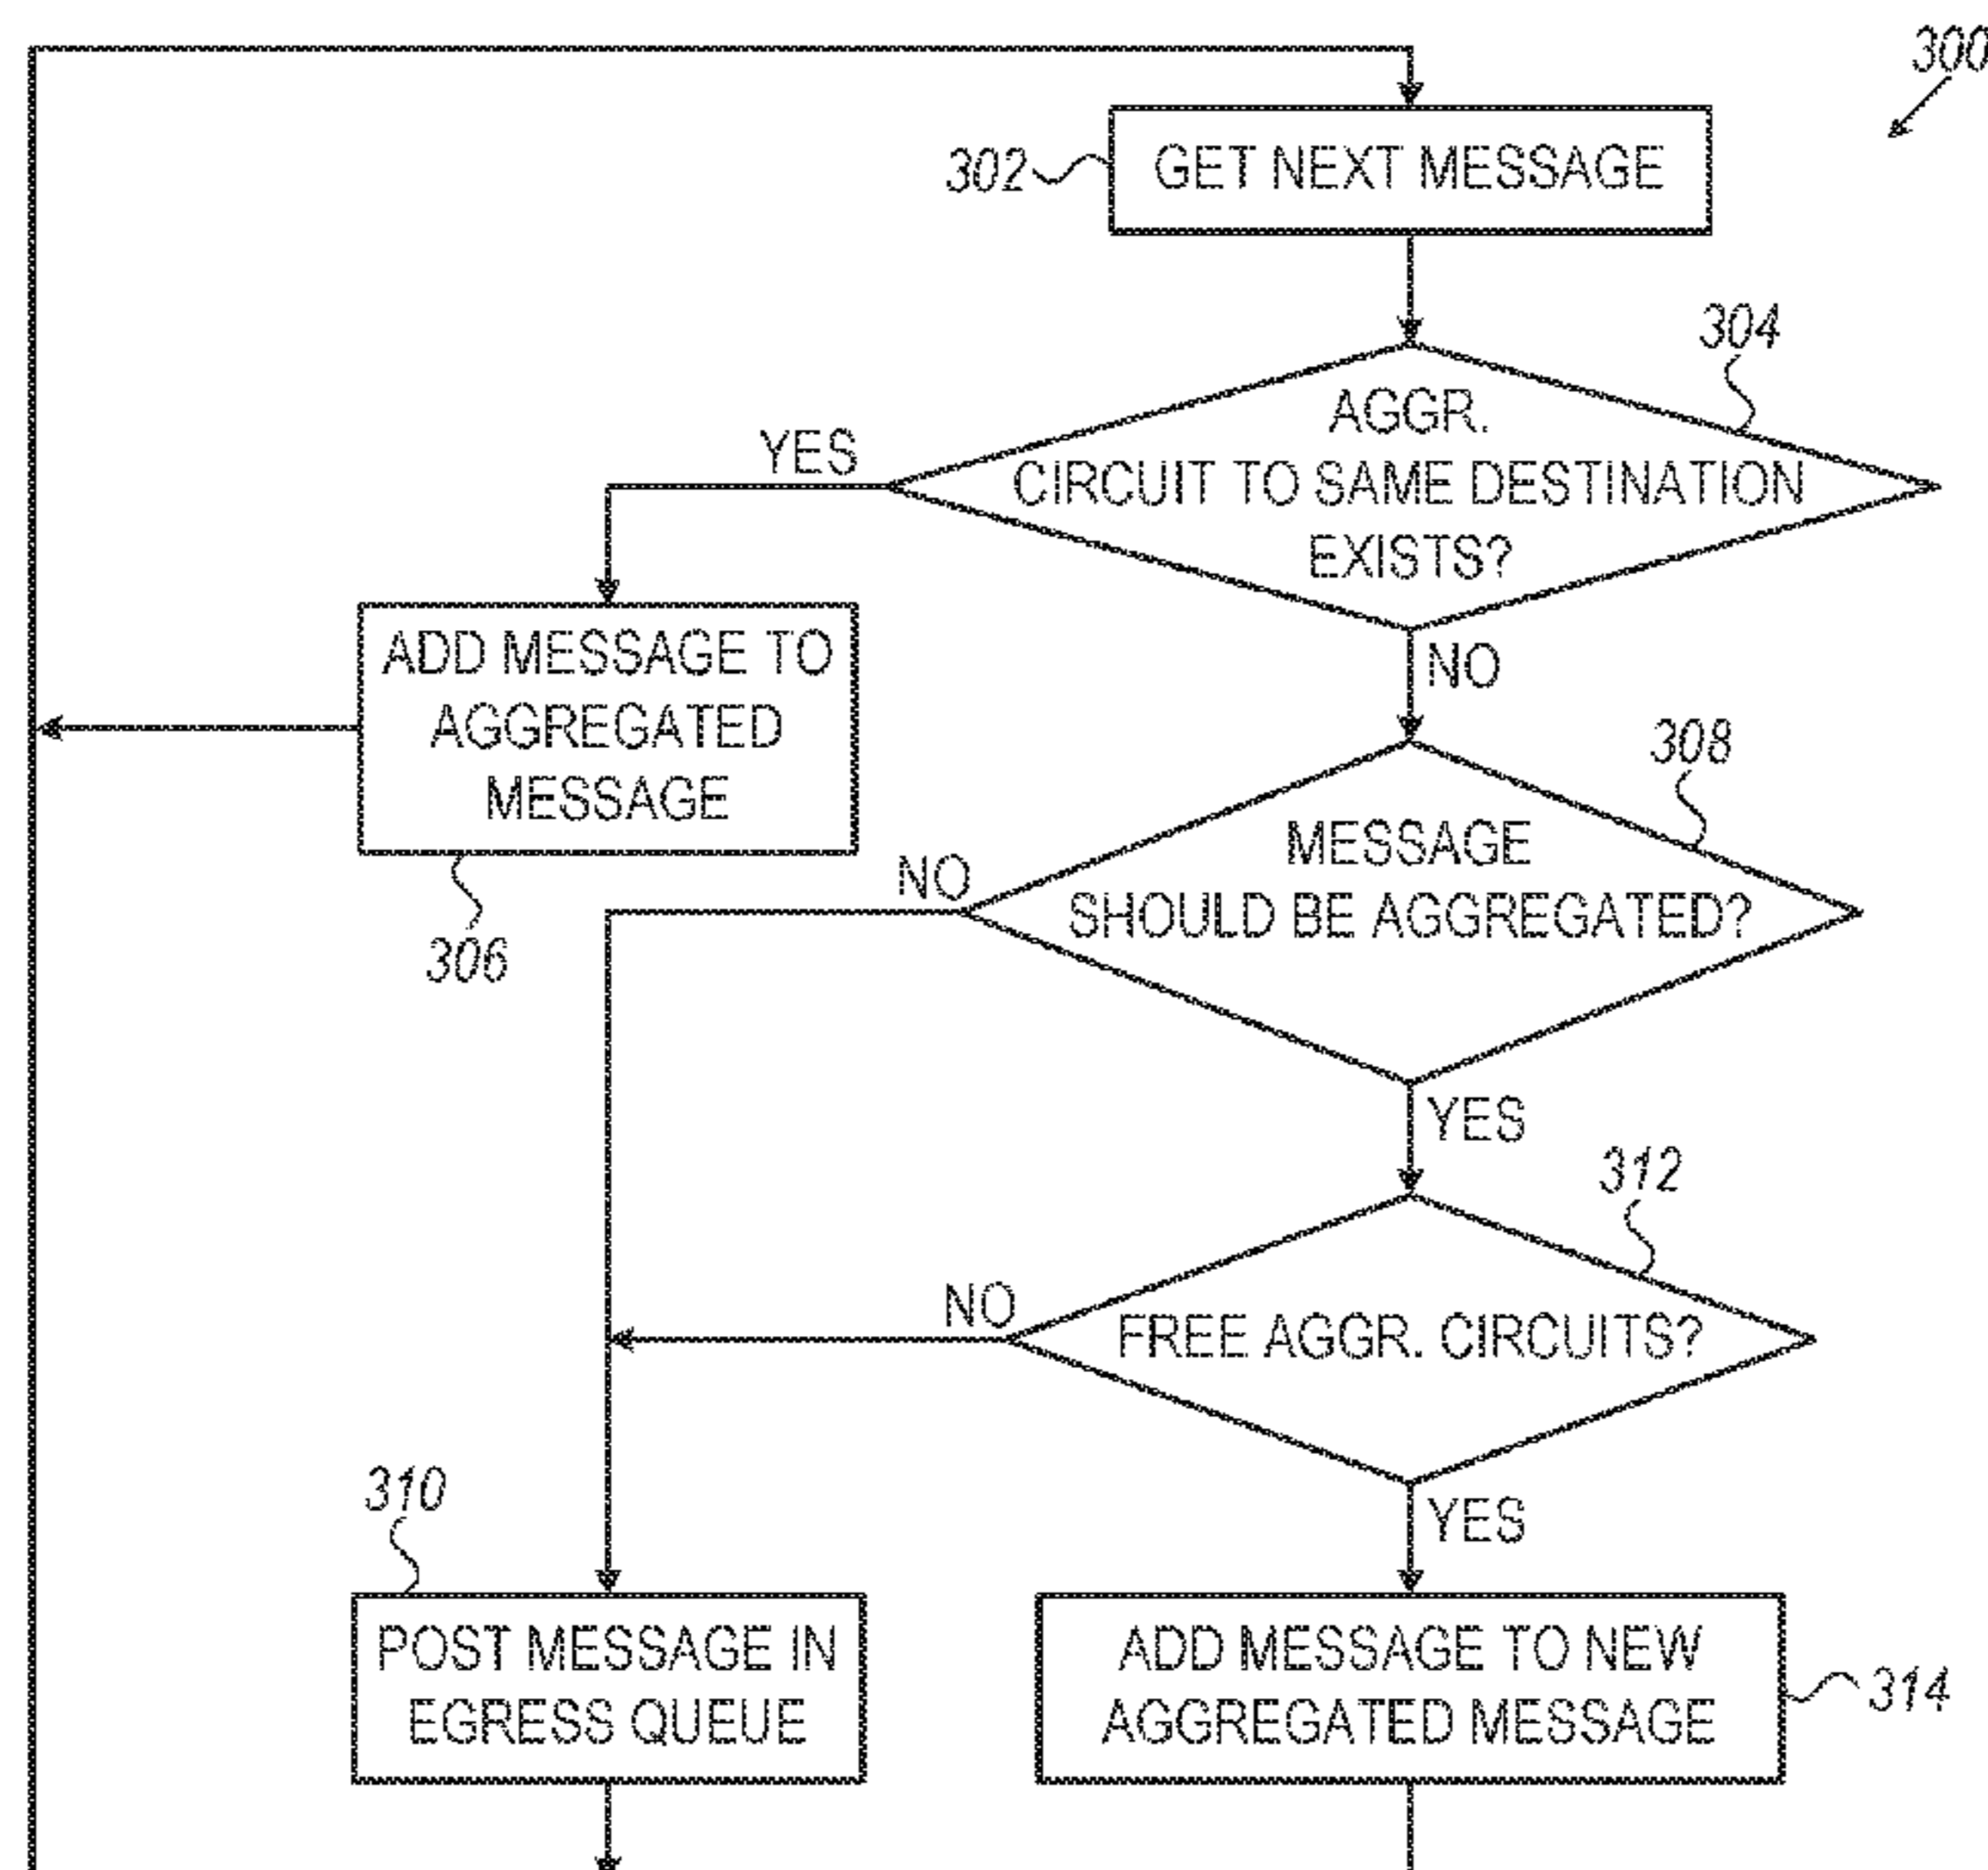 300
302
GET NEXT MESSAGE
304
AGGR.
CIRCUIT TO SAME DESTINATION
EXISTS?
YES
NO
ADD MESSAGE TO
AGGREGATED
MESSAGE
306
308
MESSAGE
SHOULD BE AGGREGATED?
NO
YES
312
FREE AGGR. CIRCUITS?
NO
YES
310
POST MESSAGE IN
EGRESS QUEUE
ADD MESSAGE TO NEW
AGGREGATED MESSAGE
314